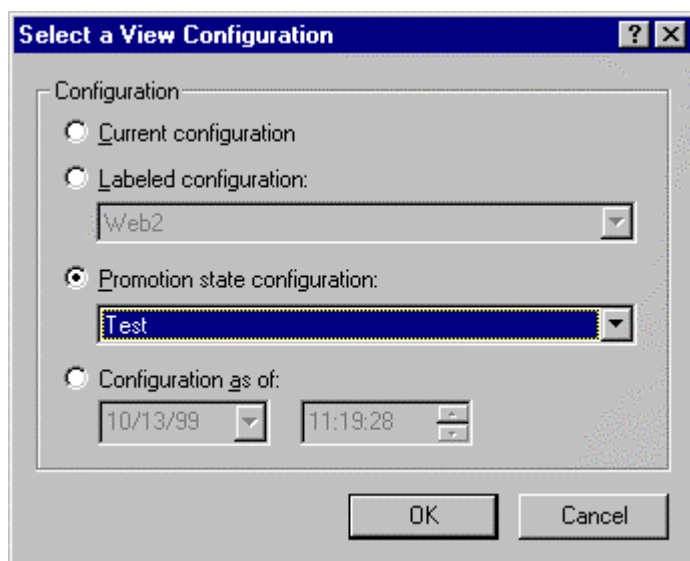 Select a View Configuration
Configuration
Current configuration
Labeled configuration:
Web2
Promotion state configuration:
Test
Configuration as of:
10/13/99 11:19:28
OK Cancel